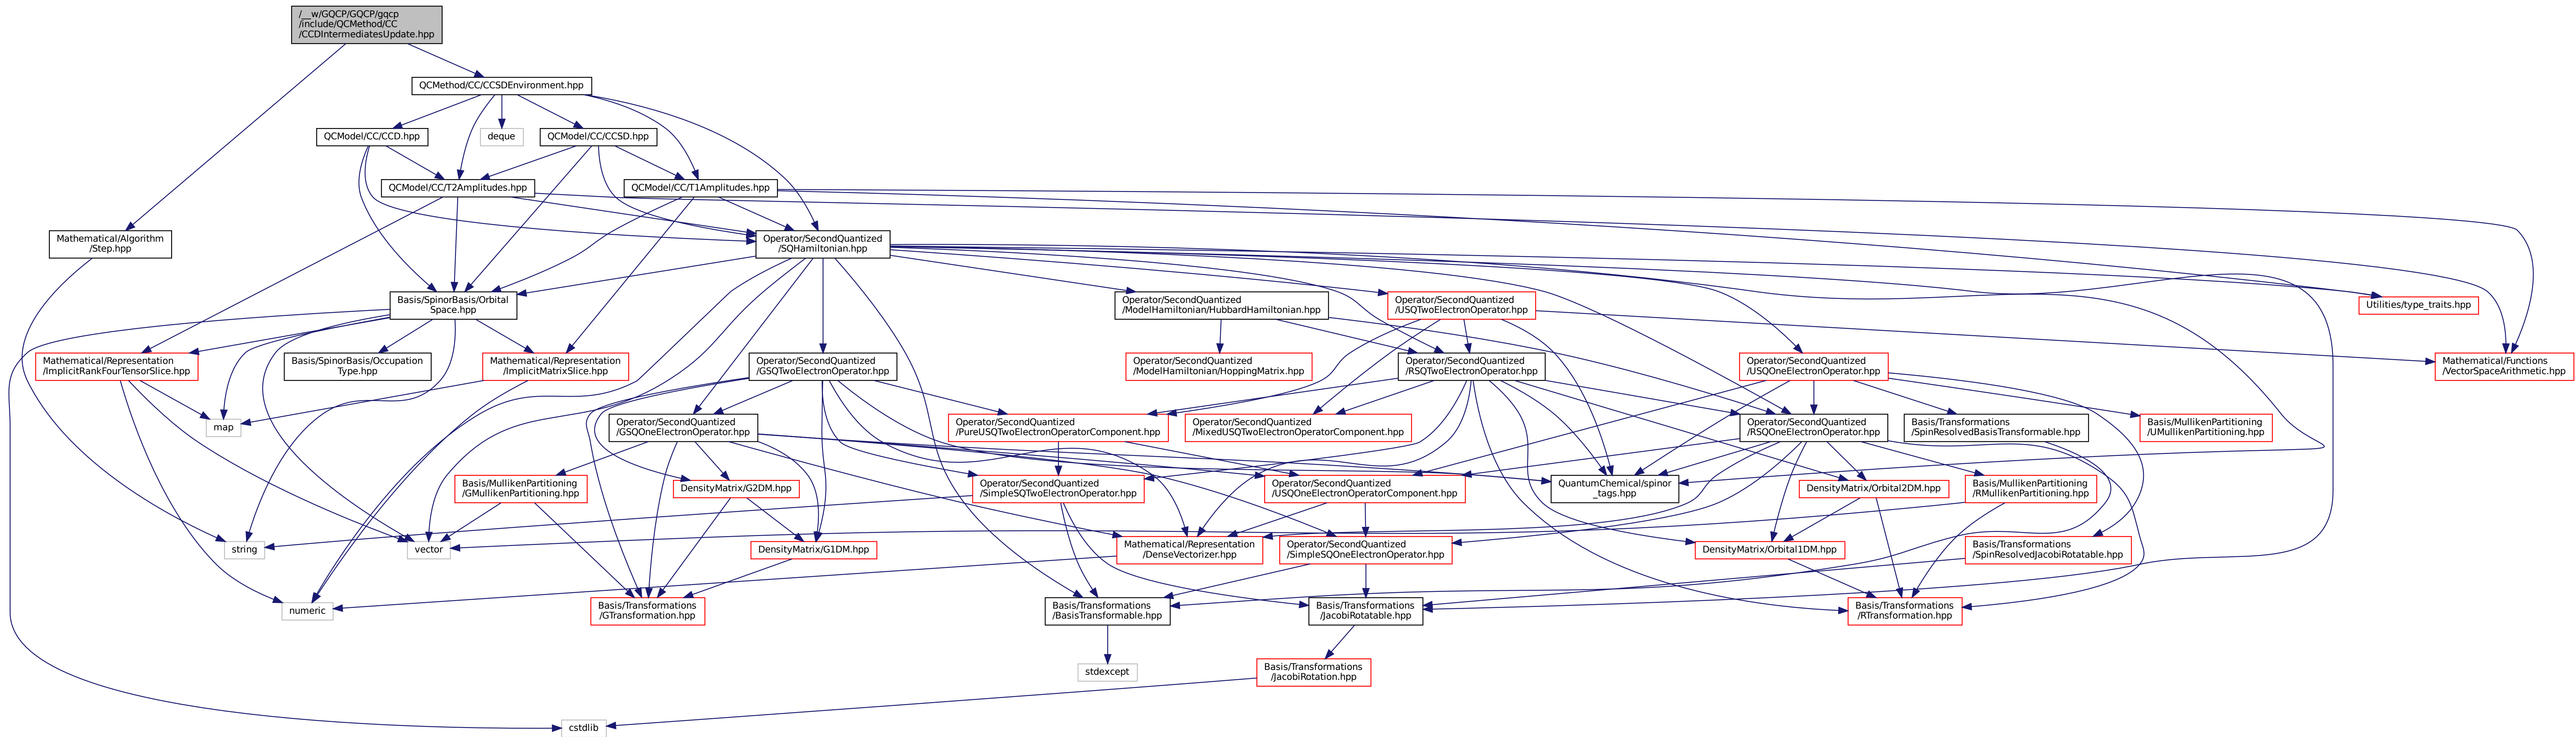 /__w/GQCP/GQCP/gqcp
/include/QCMethod/CC
/CCDIntermediatesUpdate.hpp
QCMethod/CC/CCSDEnvironment.hpp
QCModel/CC/CCD.hpp
deque
QCModel/CC/CCSD.hpp
QCModel/CC/T2Amplitudes.hpp
QCModel/CC/T1Amplitudes.hpp
Mathematical/Algorithm
/Step.hpp
Operator/SecondQuantized
/SQHamiltonian.hpp
Basis/SpinorBasis/Orbital
Space.hpp
Operator/SecondQuantized
/ModelHamiltonian/HubbardHamiltonian.hpp
Operator/SecondQuantized
/USQTwoElectronOperator.hpp
Utilities/type_traits.hpp
Mathematical/Representation
/ImplicitRankFourTensorSlice.hpp
Basis/SpinorBasis/Occupation
Type.hpp
Mathematical/Representation
/ImplicitMatrixSlice.hpp
Operator/SecondQuantized
/GSQTwoElectronOperator.hpp
Operator/SecondQuantized
/ModelHamiltonian/HoppingMatrix.hpp
Operator/SecondQuantized
/RSQTwoElectronOperator.hpp
Operator/SecondQuantized
/USQOneElectronOperator.hpp
Mathematical/Functions
/VectorSpaceArithmetic.hpp
map
Operator/SecondQuantized
/GSQOneElectronOperator.hpp
Operator/SecondQuantized
/PureUSQTwoElectronOperatorComponent.hpp
Operator/SecondQuantized
/MixedUSQTwoElectronOperatorComponent.hpp
Operator/SecondQuantized
/RSQOneElectronOperator.hpp
Basis/Transformations
/SpinResolvedBasisTransformable.hpp
Basis/MullikenPartitioning
/UMullikenPartitioning.hpp
Basis/MullikenPartitioning
/GMullikenPartitioning.hpp
DensityMatrix/G2DM.hpp
Operator/SecondQuantized
/SimpleSQTwoElectronOperator.hpp
Operator/SecondQuantized
/USQOneElectronOperatorComponent.hpp
QuantumChemical/spinor
_tags.hpp
DensityMatrix/Orbital2DM.hpp
Basis/MullikenPartitioning
/RMullikenPartitioning.hpp
string
vector
DensityMatrix/G1DM.hpp
Mathematical/Representation
/DenseVectorizer.hpp
Operator/SecondQuantized
/SimpleSQOneElectronOperator.hpp
DensityMatrix/Orbital1DM.hpp
Basis/Transformations
/SpinResolvedJacobiRotatable.hpp
numeric
Basis/Transformations
/GTransformation.hpp
Basis/Transformations
/BasisTransformable.hpp
Basis/Transformations
/JacobiRotatable.hpp
Basis/Transformations
/RTransformation.hpp
stdexcept
Basis/Transformations
/JacobiRotation.hpp
cstdlib